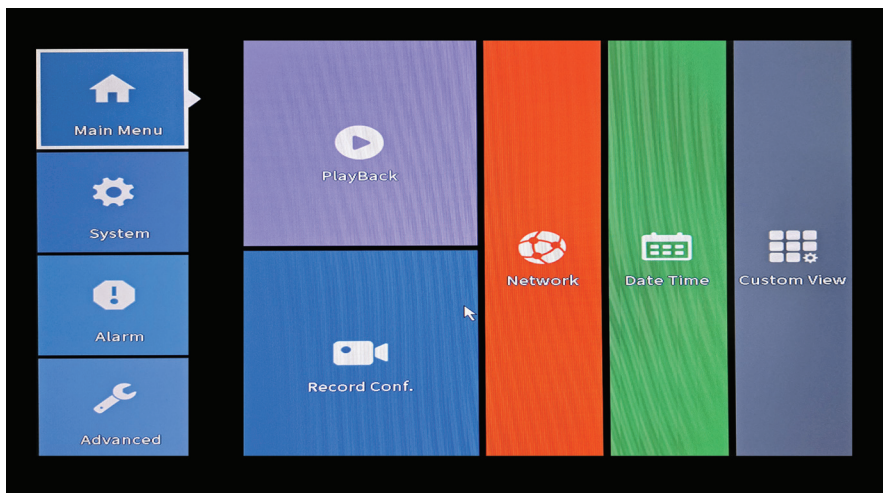 Main Menu
System
Alarm
Advanced
PlayBack
Record Conf.
Network
Date Time
Custom View